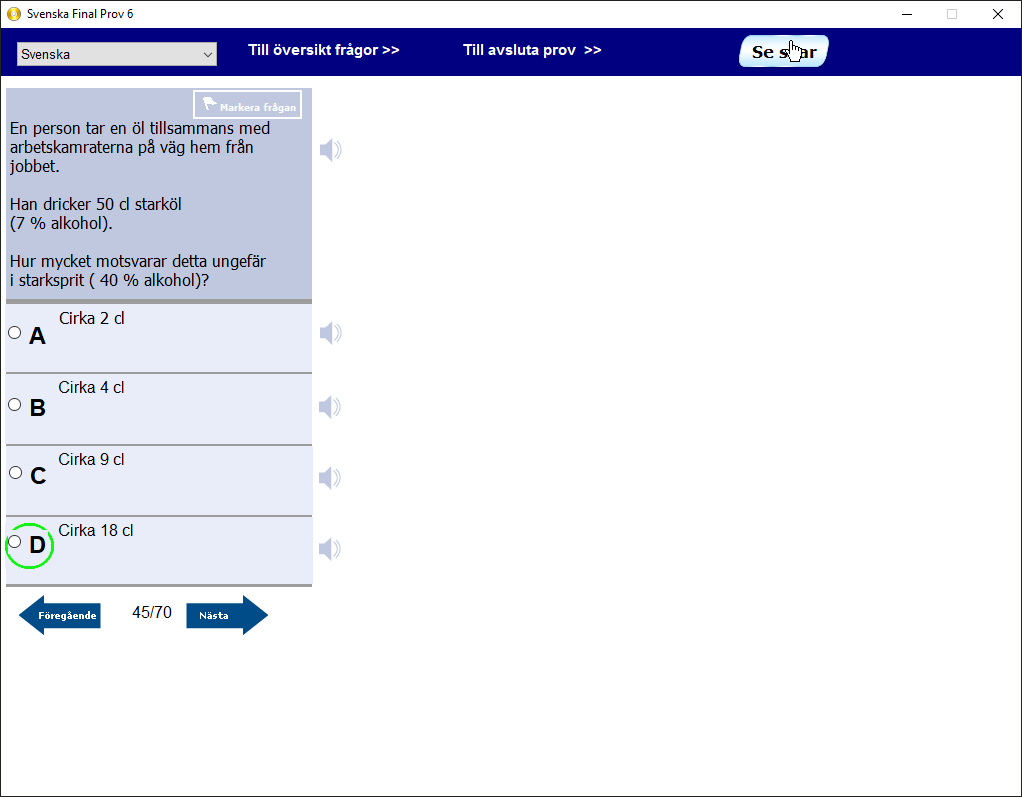 Svenska Final Prov 6
Svenska
Till översikt frågor >>
Till avsluta prov >>
Se
Markera frågan
En person tar en öl tillsammans med
arbetskamraterna på väg hem från
jobbet.
Han dricker 50 cl starköl
(7 % alkohol).
Hur mycket motsvarar detta ungefär
i starksprit ( 40 % alkohol)?
Cirka 2 cl
A
Cirka 4 cl
B
Cirka 9 cl
C
Cirka 18 cl
D
Föregående
45/70
Nästa